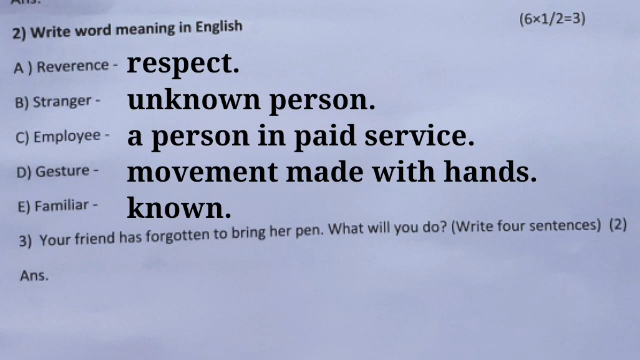 (6×1/2=3)
2) Write word meaning in English
A ) Reverence - respect.
B) Stranger - unknown person.
C) Employee - a person in paid service.
D) Gesture - movement made with hands.
E) Familiar - known.
3) Your friend has forgotten to bring her pen. What will you do? (Write four sentences) (2)
Ans.